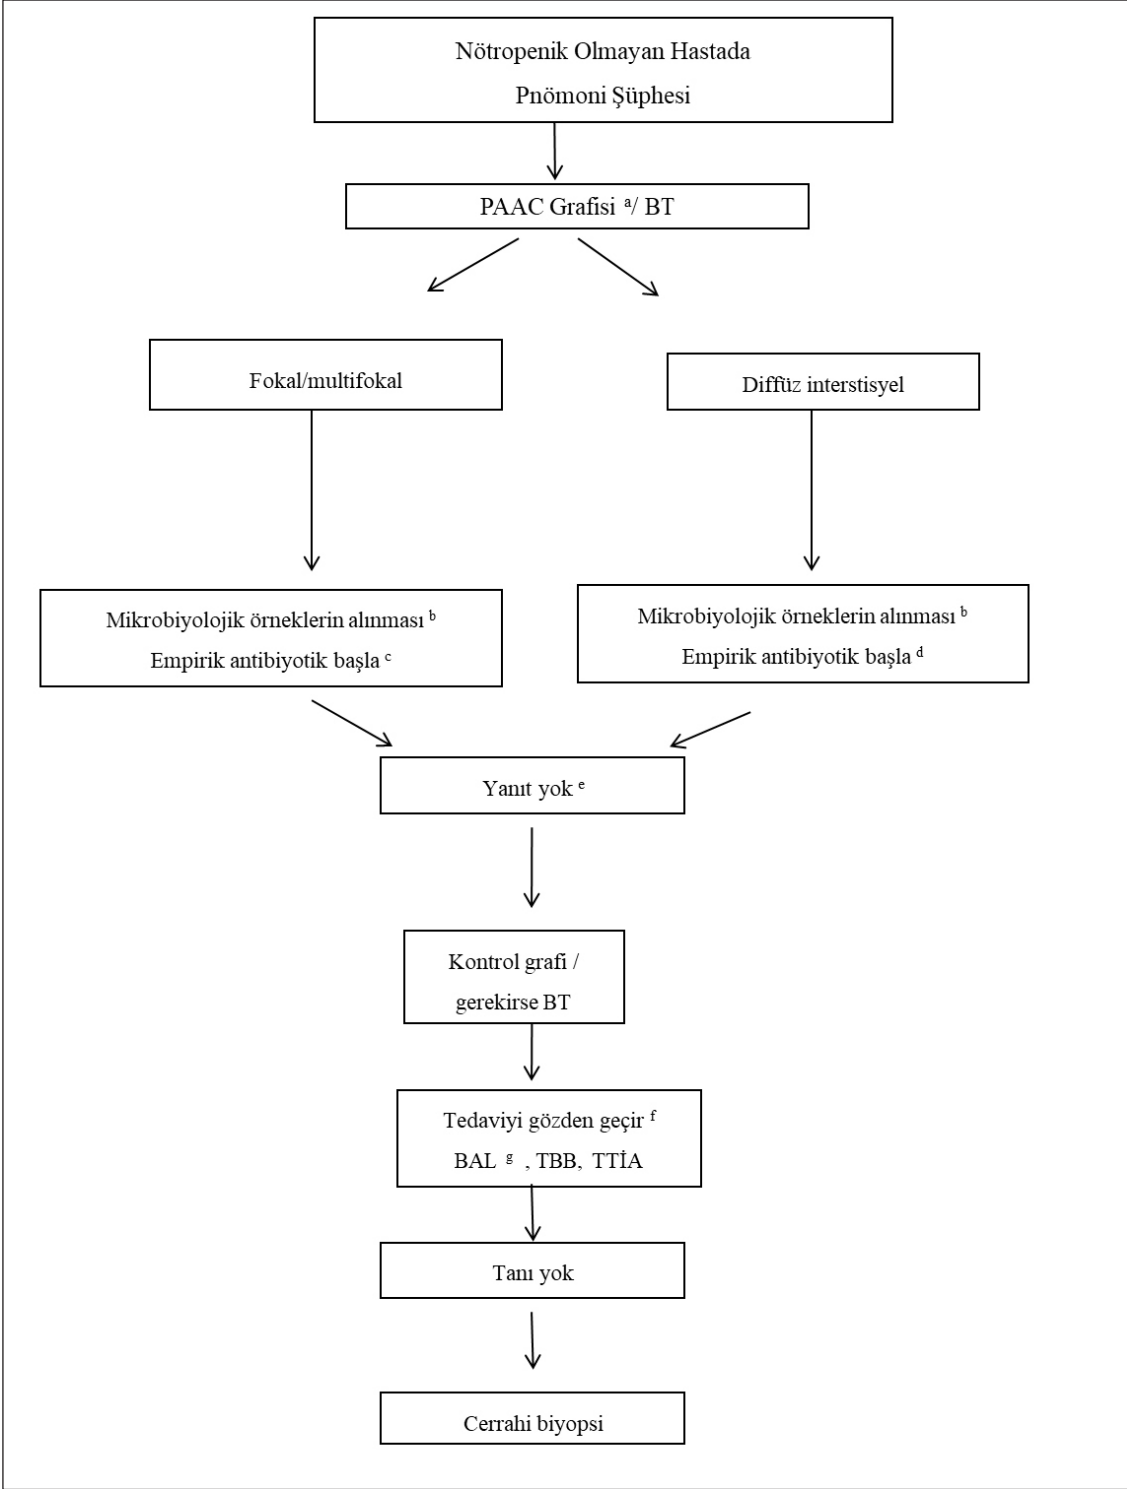 Nötropenik Olmayan Hastada
Pnömoni Şüphesi
PAAC Grafisi ᵃ/ BT
Fokal/multifokal
Diffüz interstisyel
Mikrobiyolojik örneklerin alınması ᵇ
Empirik antibiyotik başla ᶜ
Mikrobiyolojik örneklerin alınması ᵇ
Empirik antibiyotik başla ᵈ
Yanıt yok ᵉ
Kontrol grafi /
gerekirse BT
Tedaviyi gözden geçir ᶠ
BAL ᵍ , TBB, TTİA
Tanı yok
Cerrahi biyopsi